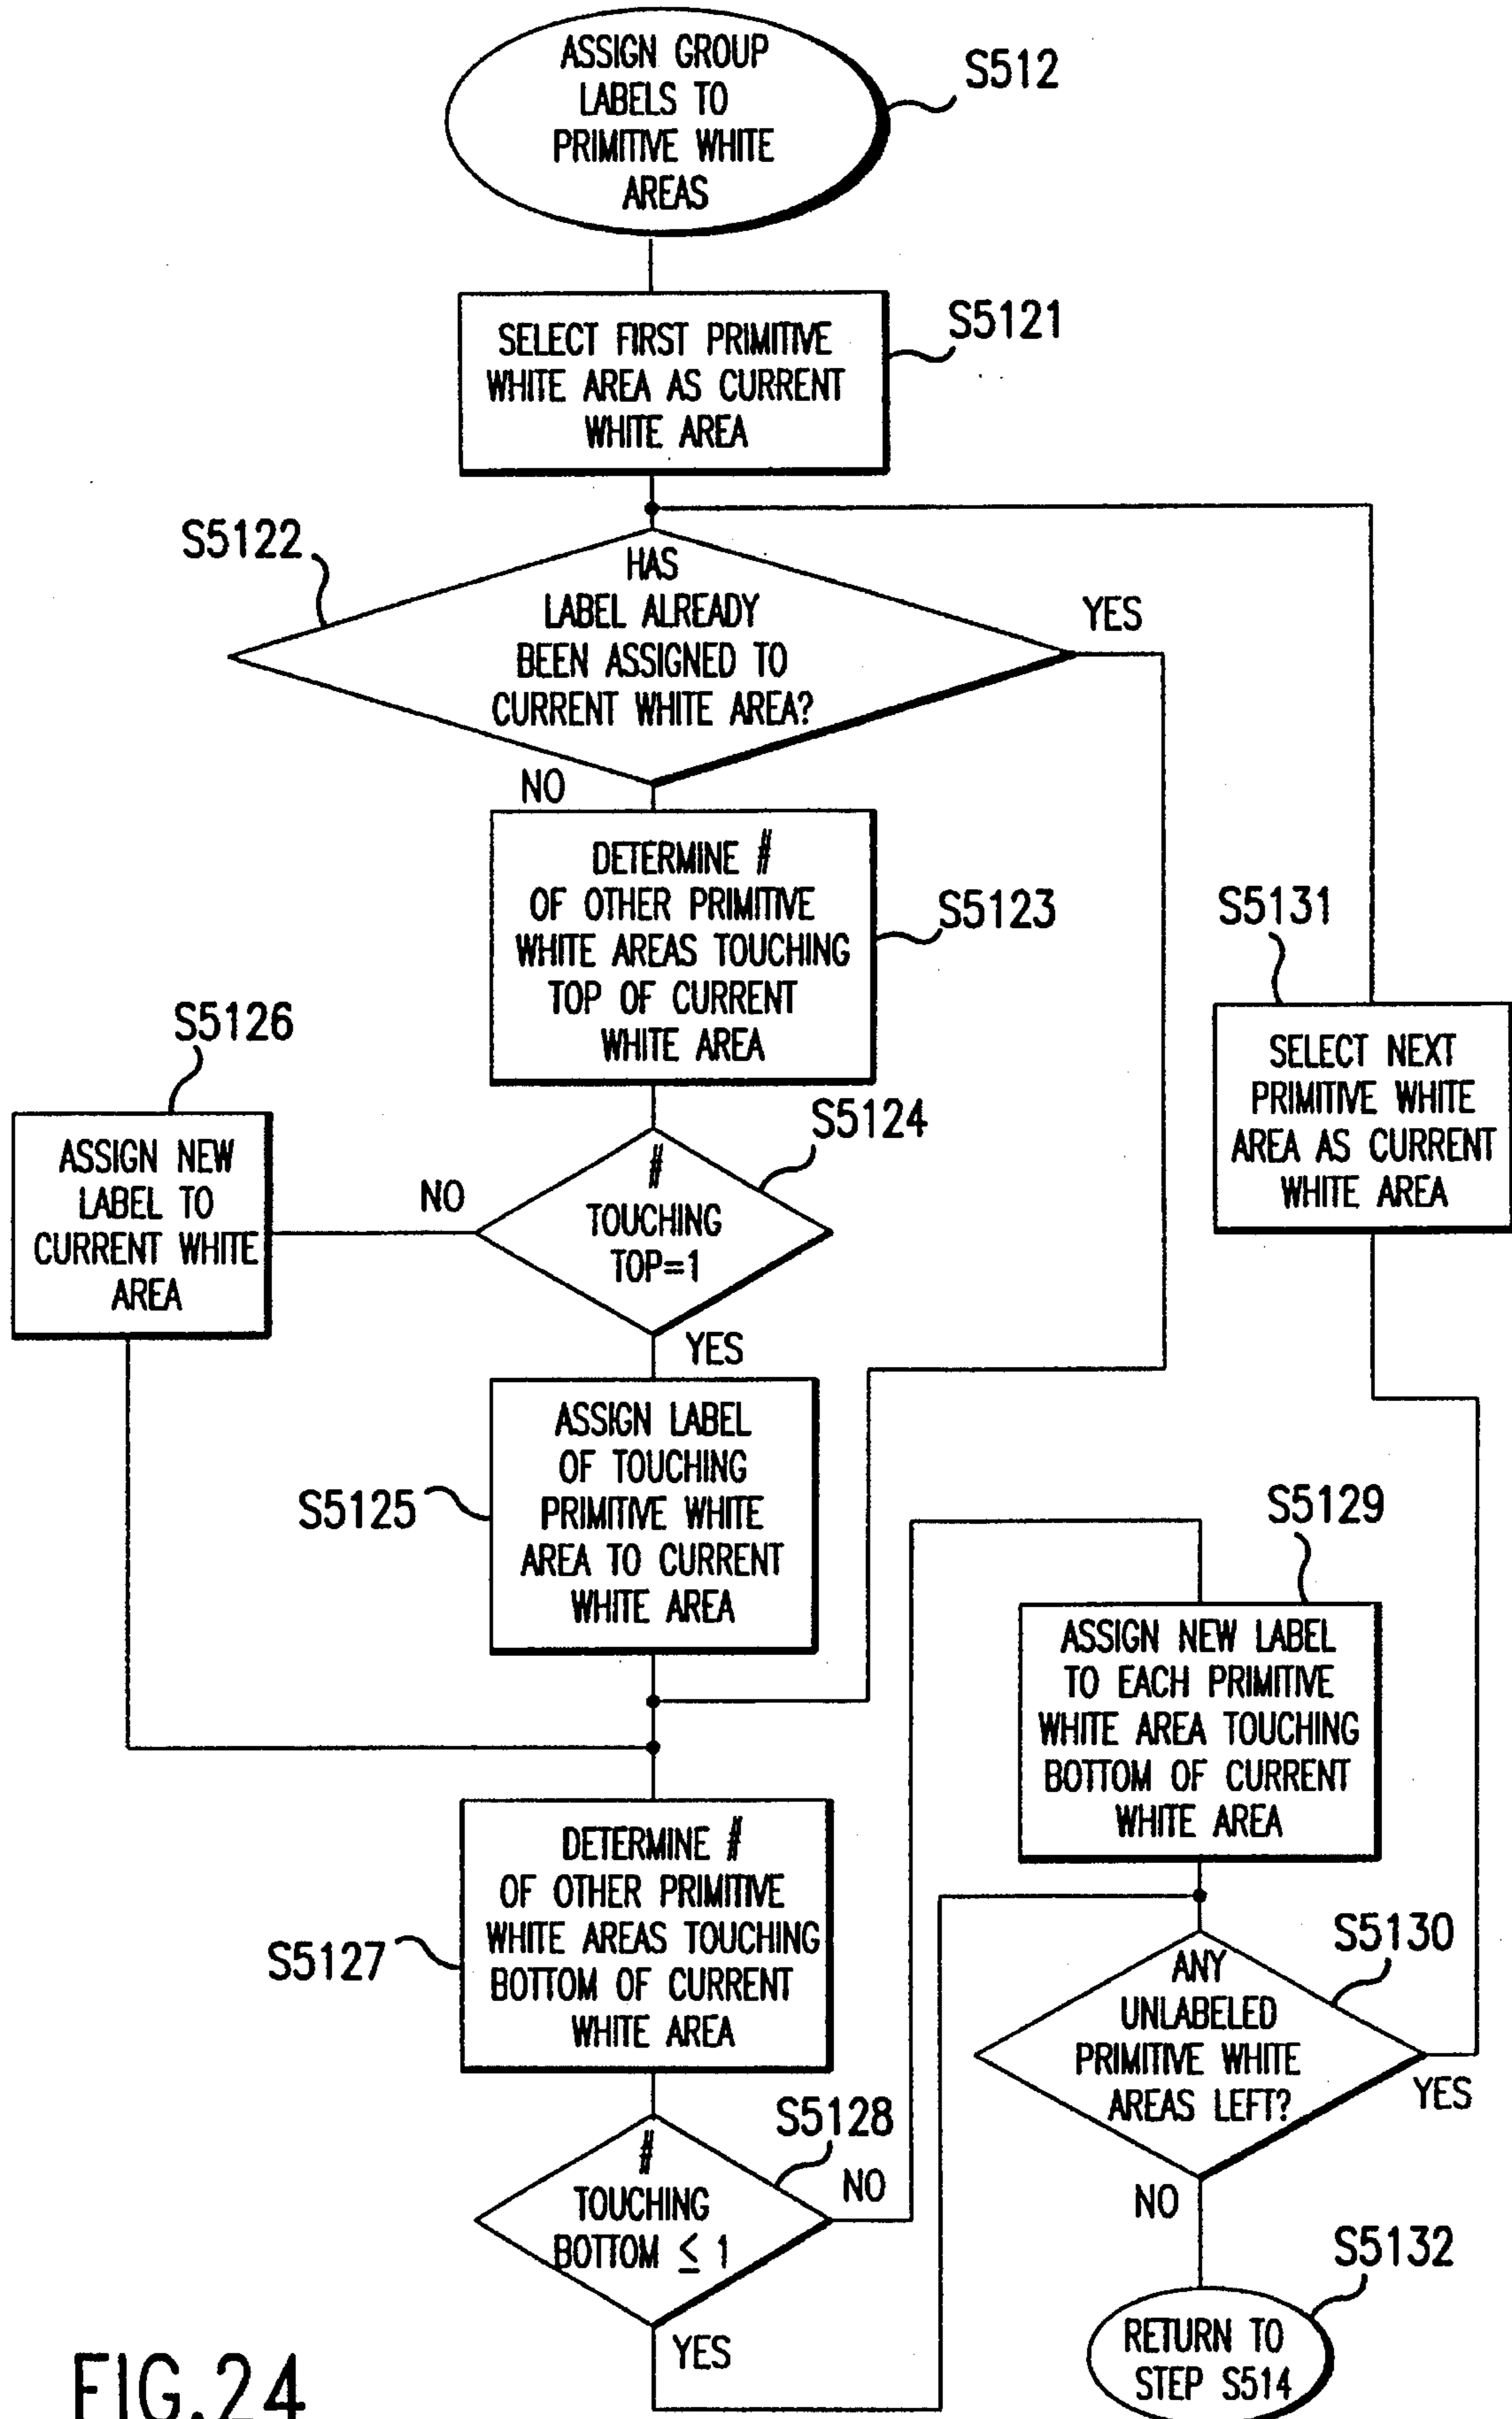 ASSIGN GROUP
LABELS TO
PRIMITIVE WHITE
AREAS
S512
SELECT FIRST PRIMITIVE
WHITE AREA AS CURRENT
WHITE AREA
S5121
S5122
HAS
LABEL ALREADY
BEEN ASSIGNED TO
CURRENT WHITE AREA?
YES
NO
DETERMINE #
OF OTHER PRIMITIVE
WHITE AREAS TOUCHING
TOP OF CURRENT
WHITE AREA
S5123
S5131
SELECT NEXT
PRIMITIVE WHITE
AREA AS CURRENT
WHITE AREA
S5126
ASSIGN NEW
LABEL TO
CURRENT WHITE
AREA
NO
#
TOUCHING
TOP=1
S5124
YES
ASSIGN LABEL
OF TOUCHING
PRIMITIVE WHITE
AREA TO CURRENT
WHITE AREA
S5125
S5129
ASSIGN NEW LABEL
TO EACH PRIMITIVE
WHITE AREA TOUCHING
BOTTOM OF CURRENT
WHITE AREA
DETERMINE #
OF OTHER PRIMITIVE
WHITE AREAS TOUCHING
BOTTOM OF CURRENT
WHITE AREA
S5127
S5130
ANY
UNLABELED
PRIMITIVE WHITE
AREAS LEFT?
YES
NO
#
TOUCHING
BOTTOM ≤ 1
S5128
NO
YES
S5132
RETURN TO
STEP S514
FIG.24